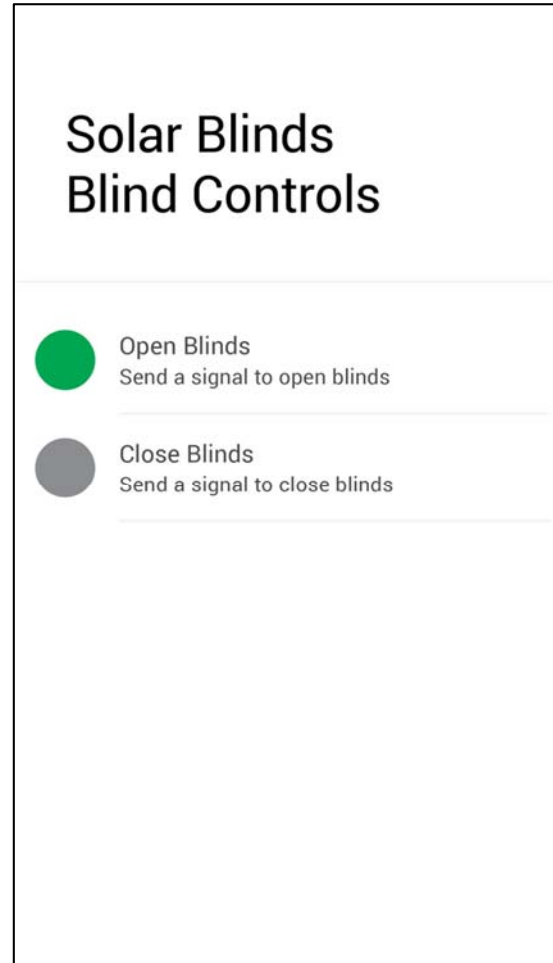 Solar Blinds
Blind Controls
Open Blinds
Send a signal to open blinds
Close Blinds
Send a signal to close blinds